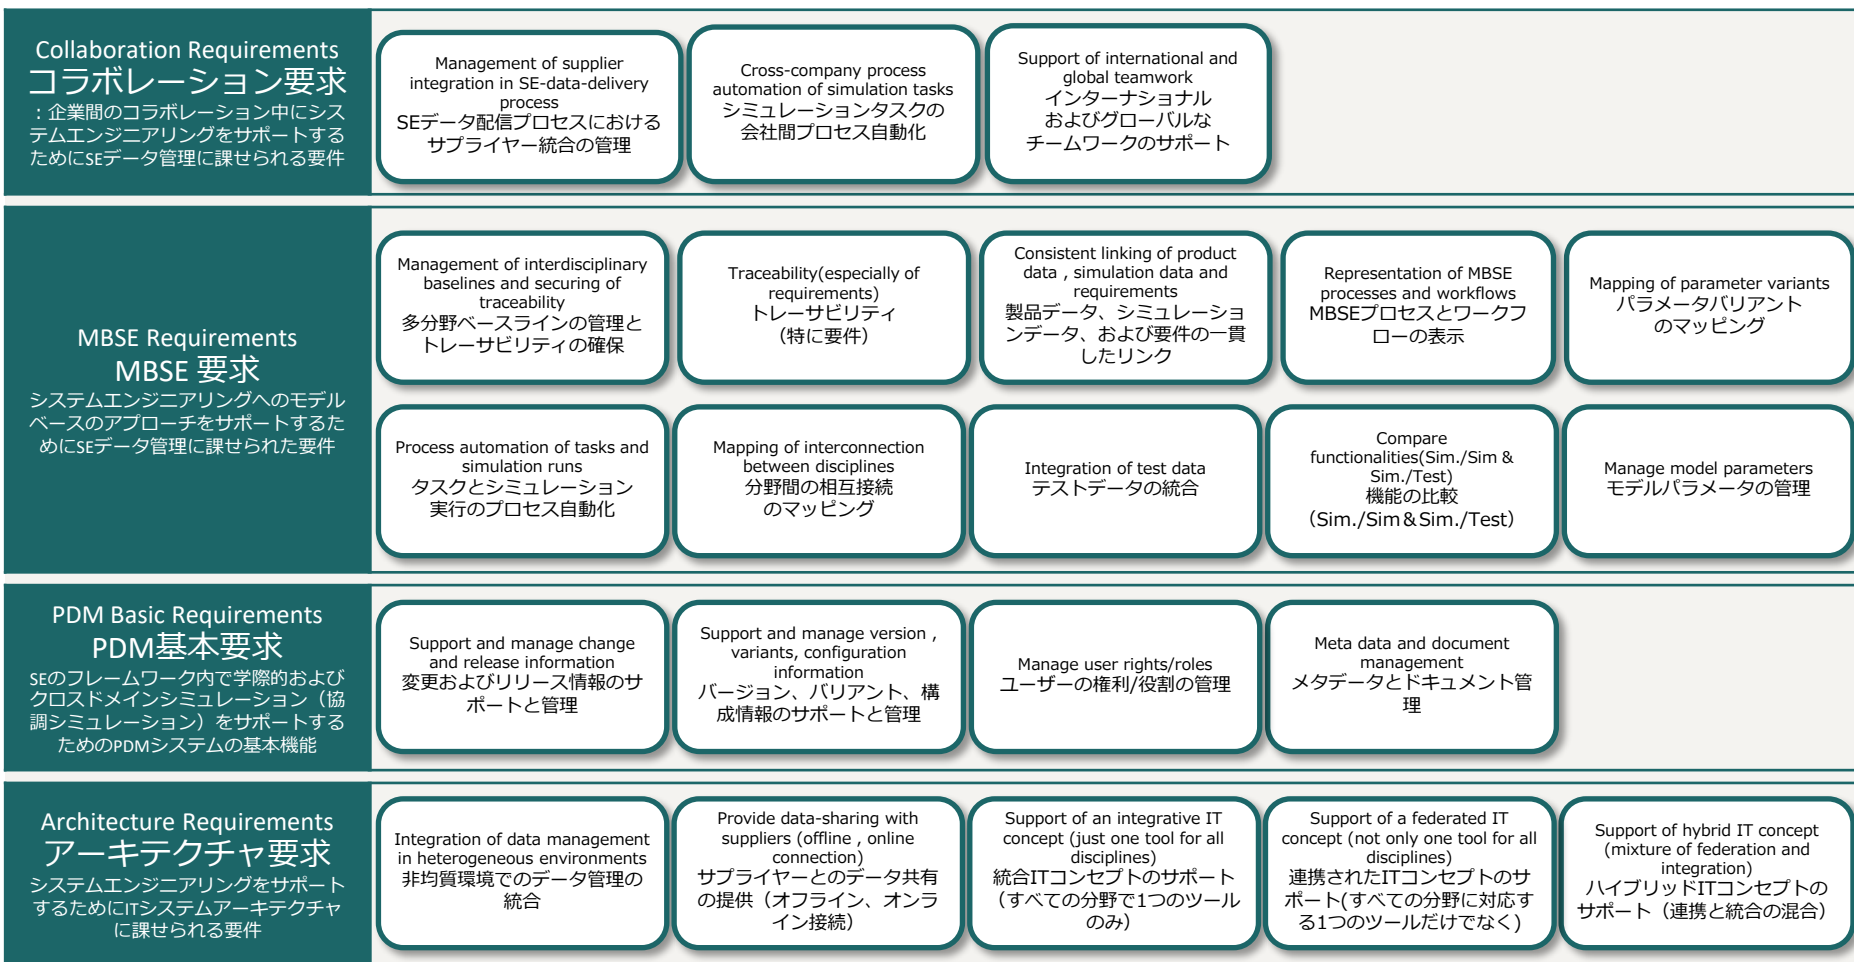 Collaboration Requirements
コラボレーション要求
：企業間のコラボレーション中にシス
テムエンジニアリングをサポートする
ためにSEデータ管理に課せられる要件
Management of supplier
integration in SE-data-delivery
process
SEデータ配信プロセスにおける
サプライヤー統合の管理
Cross-company process
automation of simulation tasks
シミュレーションタスクの
会社間プロセス自動化
Support of international and
global teamwork
インターナショナル
およびグローバルな
チームワークのサポート
MBSE Requirements
MBSE 要求
システムエンジニアリングへのモデル
ベースのアプローチをサポートするた
めにSEデータ管理に課せられた要件
Management of interdisciplinary
baselines and securing of
traceability
多分野ベースラインの管理と
トレーサビリティの確保
Traceability(especially of
requirements)
トレーサビリティ
（特に要件）
Consistent linking of product
data , simulation data and
requirements
製品データ、シミュレーショ
ンデータ、および要件の一貫
したリンク
Representation of MBSE
processes and workflows
MBSEプロセスとワークフ
ローの表示
Mapping of parameter variants
パラメータバリアント
のマッピング
Process automation of tasks and
simulation runs
タスクとシミュレーション
実行のプロセス自動化
Mapping of interconnection
between disciplines
分野間の相互接続
のマッピング
Integration of test data
テストデータの統合
Compare
functionalities(Sim./Sim &
Sim./Test)
機能の比較
（Sim./Sim＆Sim./Test）
Manage model parameters
モデルパラメータの管理
PDM Basic Requirements
PDM基本要求
SEのフレームワーク内で学際的および
クロスドメインシミュレーション（協
調シミュレーション）をサポートする
ためのPDMシステムの基本機能
Support and manage change
and release information
変更およびリリース情報のサ
ポートと管理
Support and manage version ,
variants, configuration
information
バージョン、バリアント、構
成情報のサポートと管理
Manage user rights/roles
ユーザーの権利/役割の管理
Meta data and document
management
メタデータとドキュメント管
理
Architecture Requirements
アーキテクチャ要求
システムエンジニアリングをサポート
するためにITシステムアーキテクチャ
に課せられる要件
Integration of data management
in heterogeneous environments
非均質環境でのデータ管理の
統合
Provide data-sharing with
suppliers (offline , online
connection)
サプライヤーとのデータ共有
の提供（オフライン、オンラ
イン接続）
Support of an integrative IT
concept (just one tool for all
disciplines)
統合ITコンセプトのサポート
（すべての分野で1つのツール
のみ）
Support of a federated IT
concept (not only one tool for all
disciplines)
連携されたITコンセプトのサ
ポート(すべての分野に対応す
る1つのツールだけでなく)
Support of hybrid IT concept
(mixture of federation and
integration)
ハイブリッドITコンセプトの
サポート（連携と統合の混合）